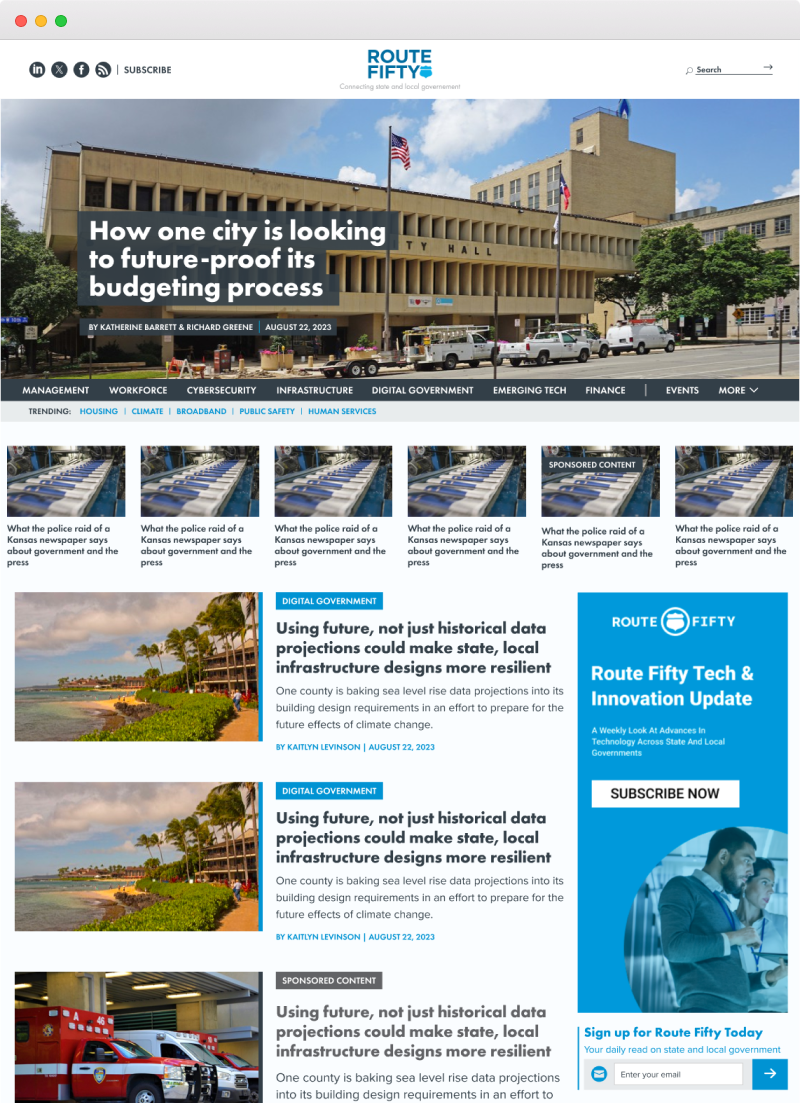 SUBSCRIBE
ROUTE
FIFTY
Connecting state and local governement
Search
How one city is looking
to future-proof its
budgeting process
TY HALL
BY KATHERINE BARRETT & RICHARD GREENE | AUGUST 22, 2023
MANAGEMENT WORKFORCE CYBERSECURITY INFRASTRUCTURE DIGITAL GOVERNMENT EMERGING TECH FINANCE | EVENTS MORE
TRENDING: HOUSING | CLIMATE | BROADBAND | PUBLIC SAFETY | HUMAN SERVICES
What the police raid of a
Kansas newspaper says
about government and the
press
What the police raid of a
Kansas newspaper says
about government and the
press
What the police raid of a
Kansas newspaper says
about government and the
press
What the police raid of a
Kansas newspaper says
about government and the
press
SPONSORED CONTENT
What the police raid of a
Kansas newspaper says
about government and the
press
What the police raid of a
Kansas newspaper says
about government and the
press
DIGITAL GOVERNMENT
Using future, not just historical data
projections could make state, local
infrastructure designs more resilient
One county is baking sea level rise data projections into its
building design requirements in an effort to prepare for the
future effects of climate change.
BY KAITLYN LEVINSON | AUGUST 22, 2023
DIGITAL GOVERNMENT
Using future, not just historical data
projections could make state, local
infrastructure designs more resilient
One county is baking sea level rise data projections into its
building design requirements in an effort to prepare for the
future effects of climate change.
BY KAITLYN LEVINSON | AUGUST 22, 2023
A 46
SPONSORED CONTENT
Using future, not just historical data
projections could make state, local
infrastructure designs more resilient
One county is baking sea level rise data projections
into its building design requirements in an effort to
ROUTE FIFTY
Route Fifty Tech &
Innovation Update
A Weekly Look At Advances In
Technology Across State And Local
Governments
SUBSCRIBE NOW
Sign up for Route Fifty Today
Your daily read on state and local government
Enter your email